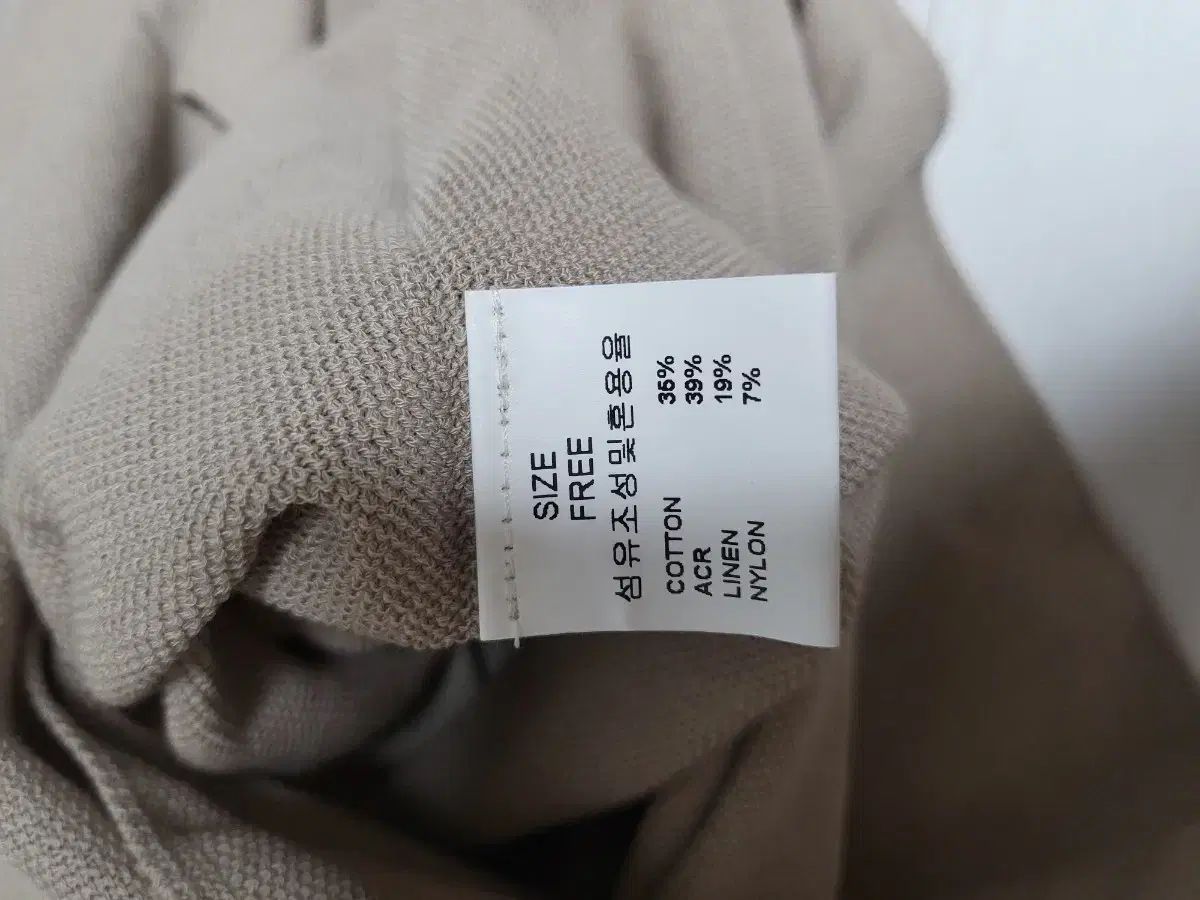 SIZE
FREE
섬유조성및혼용율
COTTON 35%
ACR 39%
LINEN 19%
NYLON 7%